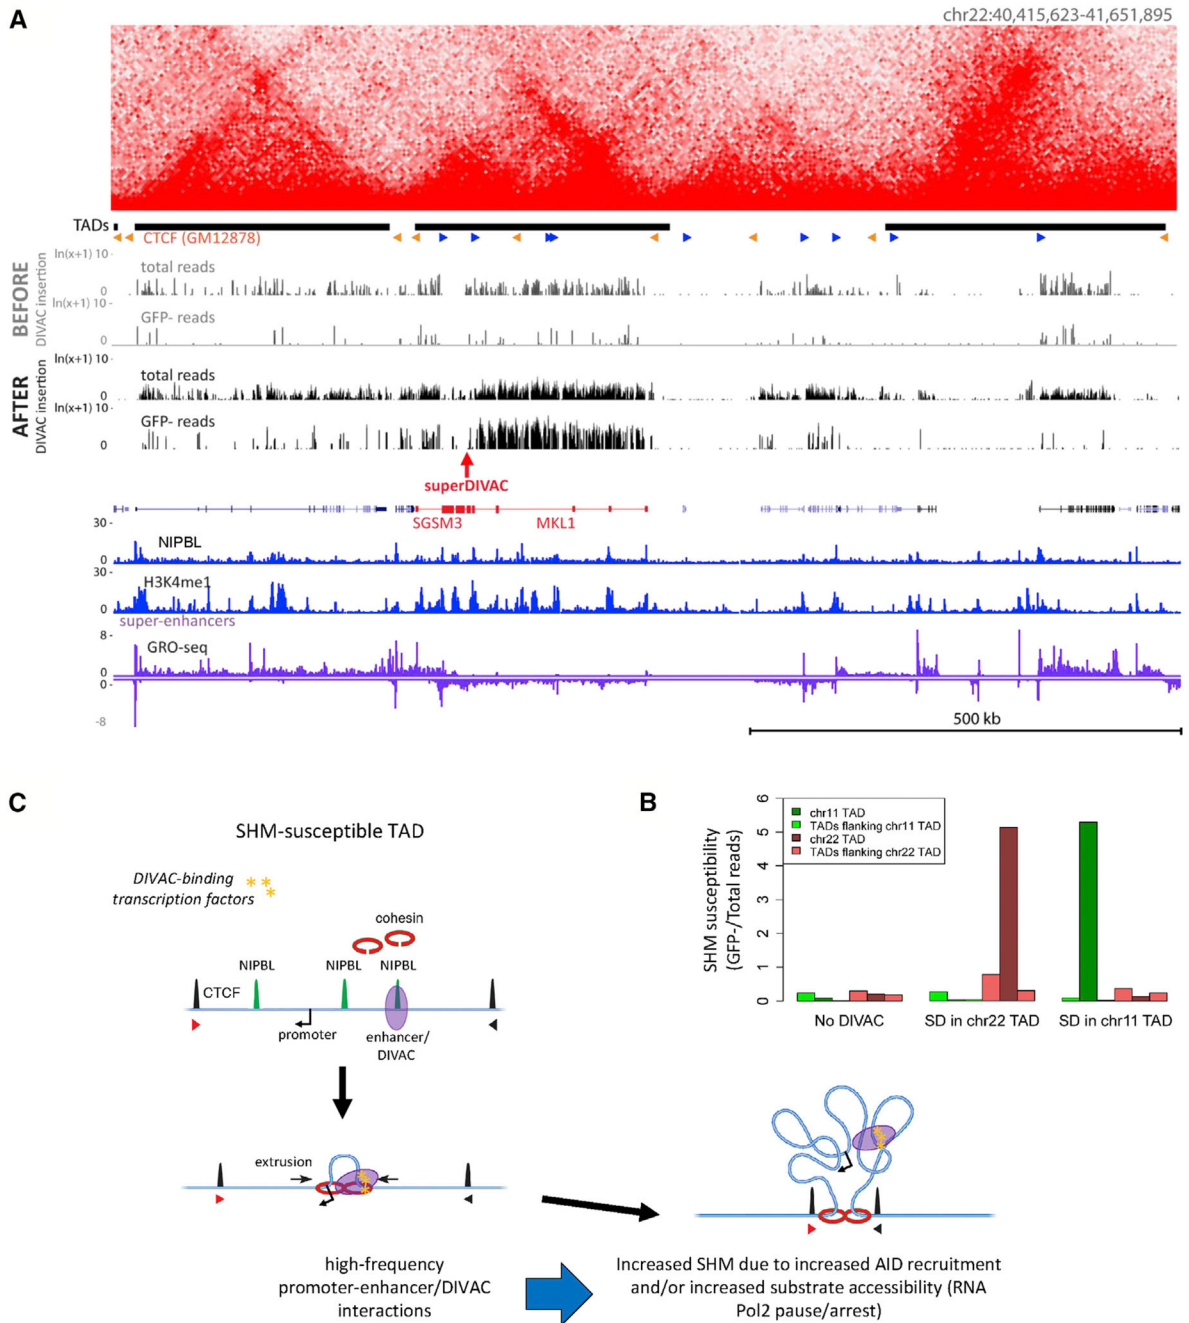 A
chr22:40,415,623-41,651,895
TADs
CTCF (GM12878)
BEFORE
DIVAC insertion
ln(x+1) 10
total reads
0
ln(x+1) 10
GFP- reads
0
AFTER
DIVAC insertion
ln(x+1) 10
total reads
0
ln(x+1) 10
GFP- reads
0
superDIVAC
SGSM3
MKL1
30
NIPBL
0
30
H3K4me1
0
super-enhancers
8
GRO-seq
0
0
-8
500 kb
C
SHM-susceptible TAD
DIVAC-binding
transcription factors
cohesin
NIPBL
NIPBL
NIPBL
CTCF
promoter
enhancer/
DIVAC
extrusion
high-frequency
promoter-enhancer/DIVAC
interactions
Increased SHM due to increased AID recruitment
and/or increased substrate accessibility (RNA
Pol2 pause/arrest)
B
SHM susceptibility
(GFP-/Total reads)
6
5
4
3
2
1
0
chr11 TAD
TADs flanking chr11 TAD
chr22 TAD
TADs flanking chr22 TAD
No DIVAC
SD in chr22 TAD
SD in chr11 TAD